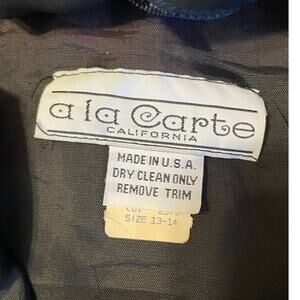 a la Carte
CALIFORNIA
MADE IN U.S.A.
DRY CLEAN ONLY
REMOVE TRIM
SIZE 13-14